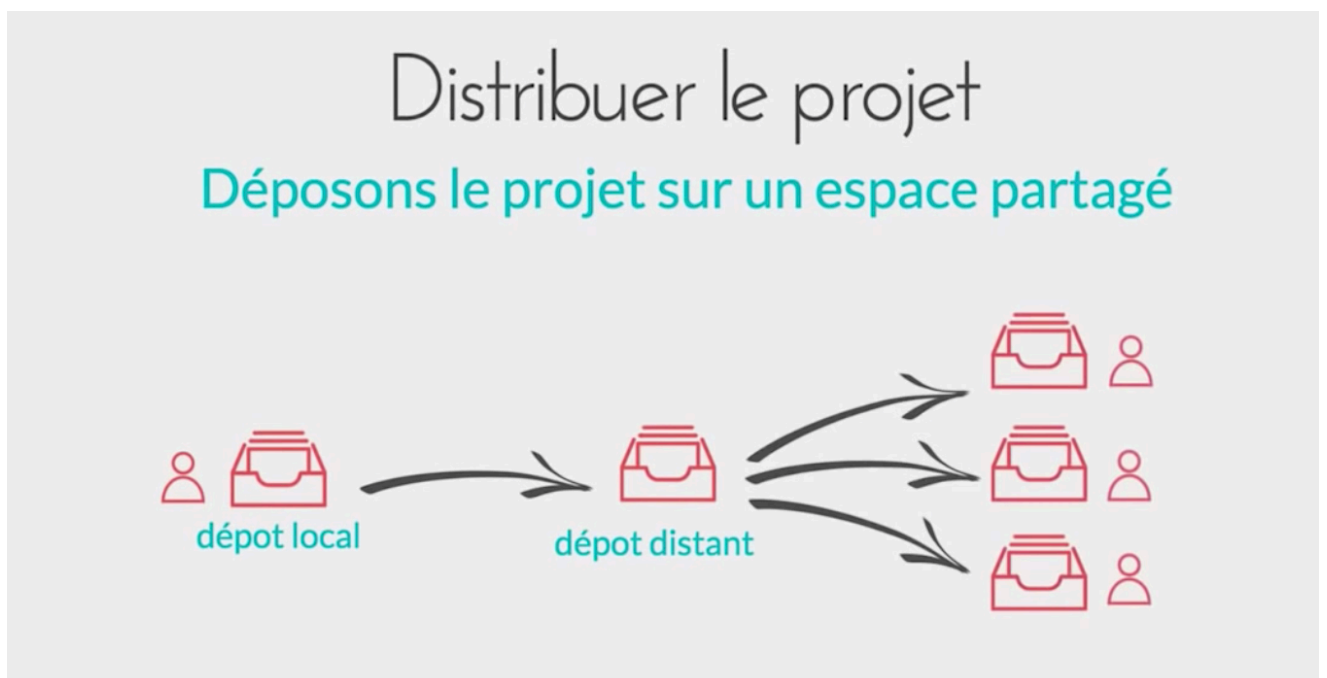 Distribuer le projet
Déposons le projet sur un espace partagé
dépot local
dépot distant